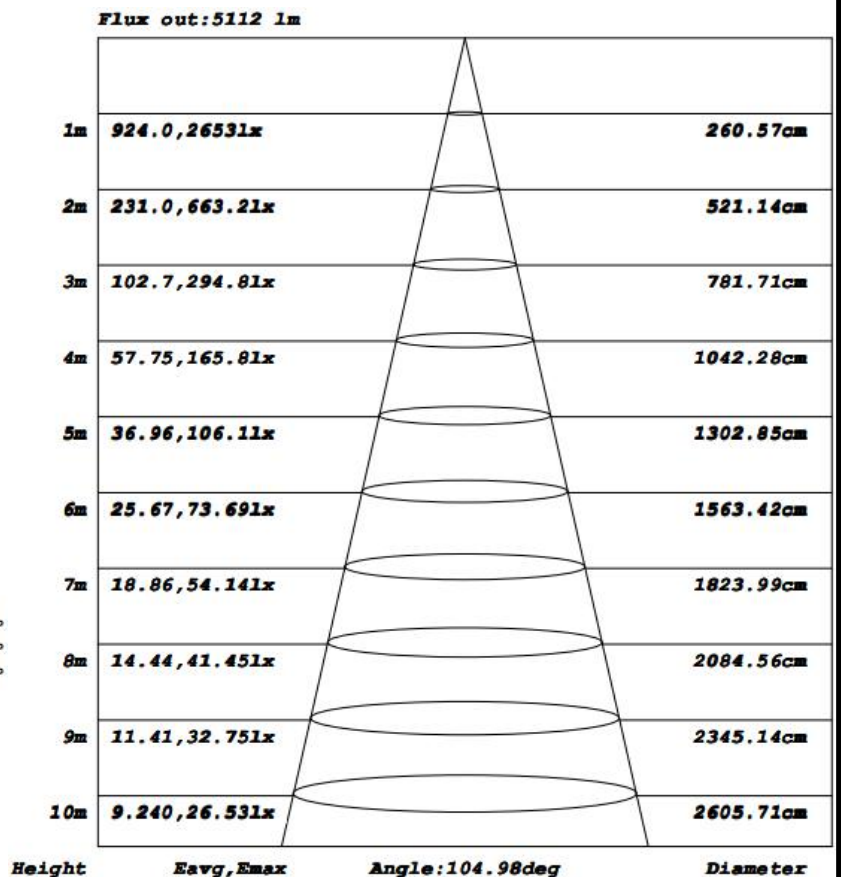 Flux out:5112 lm
1m 924.0,2653lx 260.57cm
2m 231.0,663.2lx 521.14cm
3m 102.7,294.8lx 781.71cm
4m 57.75,165.8lx 1042.28cm
5m 36.96,106.1lx 1302.85cm
6m 25.67,73.69lx 1563.42cm
7m 18.86,54.14lx 1823.99cm
8m 14.44,41.45lx 2084.56cm
9m 11.41,32.75lx 2345.14cm
10m 9.240,26.53lx 2605.71cm
Height Eavg,Emax Angle:104.98deg Diameter